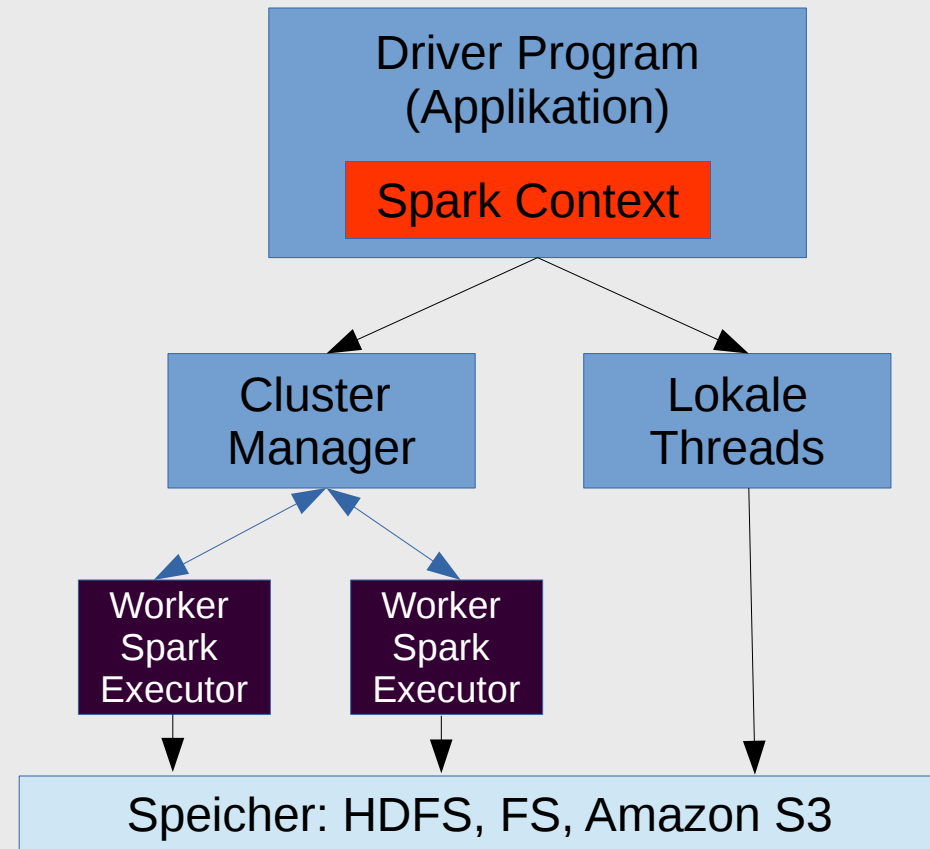 Driver Program
(Applikation)
Spark Context
Cluster
Manager
Lokale
Threads
Worker
Spark
Executor
Worker
Spark
Executor
Speicher: HDFS, FS, Amazon S3